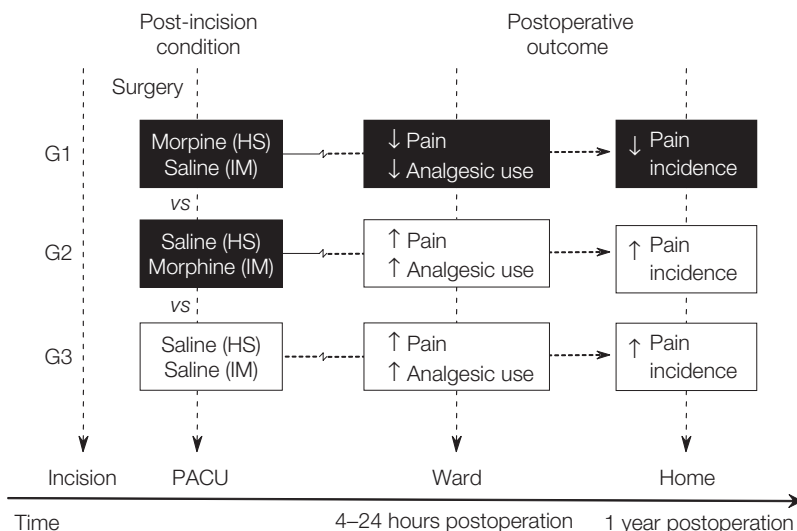 Post-incision
condition
Postoperative
outcome
Surgery
G1
Morpine (HS)
Saline (IM)
↓ Pain
↓ Analgesic use
↓ Pain
incidence
vs
G2
Saline (HS)
Morphine (IM)
↑ Pain
↑ Analgesic use
↑ Pain
incidence
vs
G3
Saline (HS)
Saline (IM)
↑ Pain
↑ Analgesic use
↑ Pain
incidence
Incision
PACU
Ward
Home
Time
4–24 hours postoperation
1 year postoperation